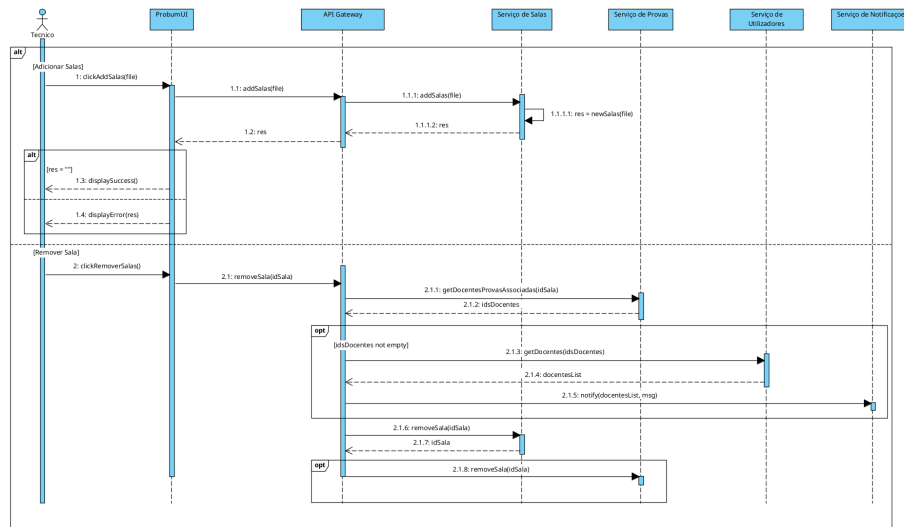 Tecnico
ProbumUI
API Gateway
Serviço de Salas
Serviço de Provas
Serviço de
Utilizadores
Serviço de Notificaçoe
alt
[Adicionar Salas]
1: clickAddSalas(file)
1.1: addSalas(file)
1.1.1: addSalas(file)
1.1.1.1: res = newSalas(file)
1.1.1.2: res
1.2: res
alt
[res = ""]
1.3: displaySuccess()
1.4: displayError(res)
[Remover Sala]
2: clickRemoverSalas()
2.1: removeSala(idSala)
2.1.1: getDocentesProvasAssociadas(idSala)
2.1.2: idsDocentes
opt
[idsDocentes not empty]
2.1.3: getDocentes(idsDocentes)
2.1.4: docentesList
2.1.5: notify(docentesList, msg)
2.1.6: removeSala(idSala)
2.1.7: idSala
opt
2.1.8: removeSala(idSala)